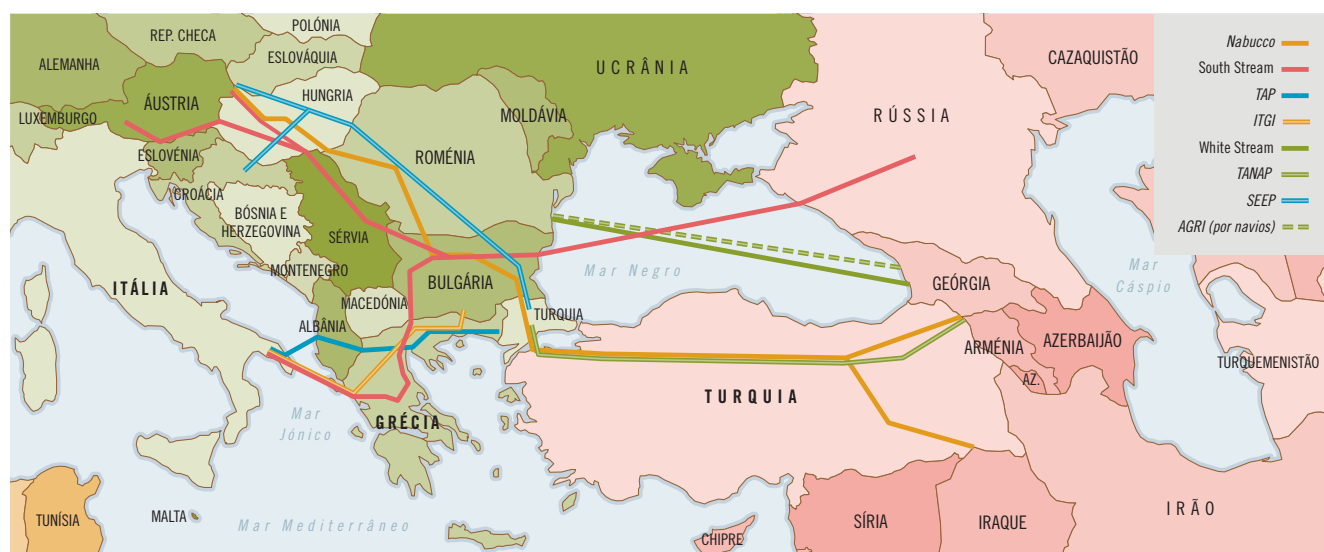 POLÓNIA
REP. CHECA
ESLOVÁQUIA
ALEMANHA
UCRÂNIA
CAZAQUISTÃO
HUNGRIA
ÁUSTRIA
LUXEMBURGO
MOLDÁVIA
RÚSSIA
ROMÉNIA
ESLOVÉNIA
CROÁCIA
BÓSNIA E
HERZEGOVINA
SÉRVIA
MONTENEGRO
Mar Negro
Mar
Cáspio
ITÁLIA
BULGÁRIA
GEÓRGIA
MACEDÓNIA
TURQUIA
ALBÂNIA
ARMÉNIA
AZERBAIJÃO
AZ.
TURQUEMENISTÃO
TURQUIA
Mar
Jónico
GRÉCIA
TUNÍSIA
MALTA
Mar Mediterrâneo
CHIPRE
SÍRIA
IRAQUE
IRÃO
Nabucco
South Stream
TAP
ITGI
White Stream
TANAP
SEEP
AGRI (por navios)